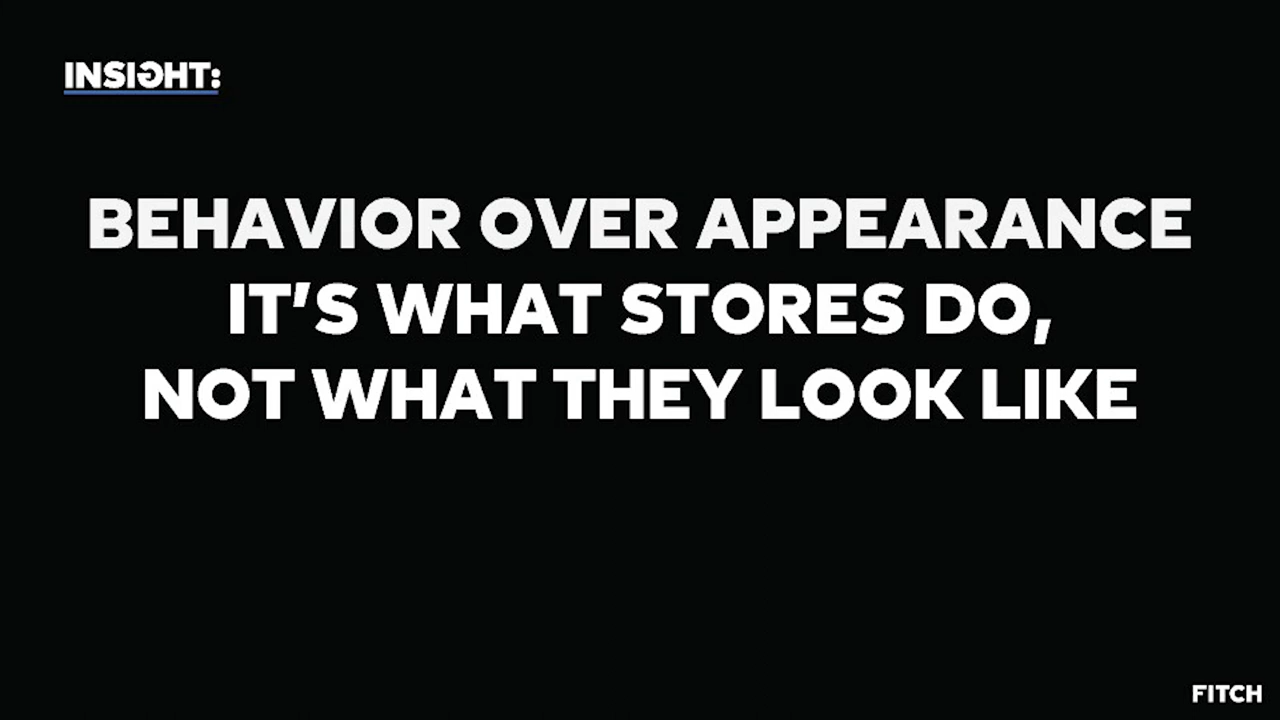 INSIGHT:
BEHAVIOR OVER APPEARANCE
IT'S WHAT STORES DO,
NOT WHAT THEY LOOK LIKE
FITCH